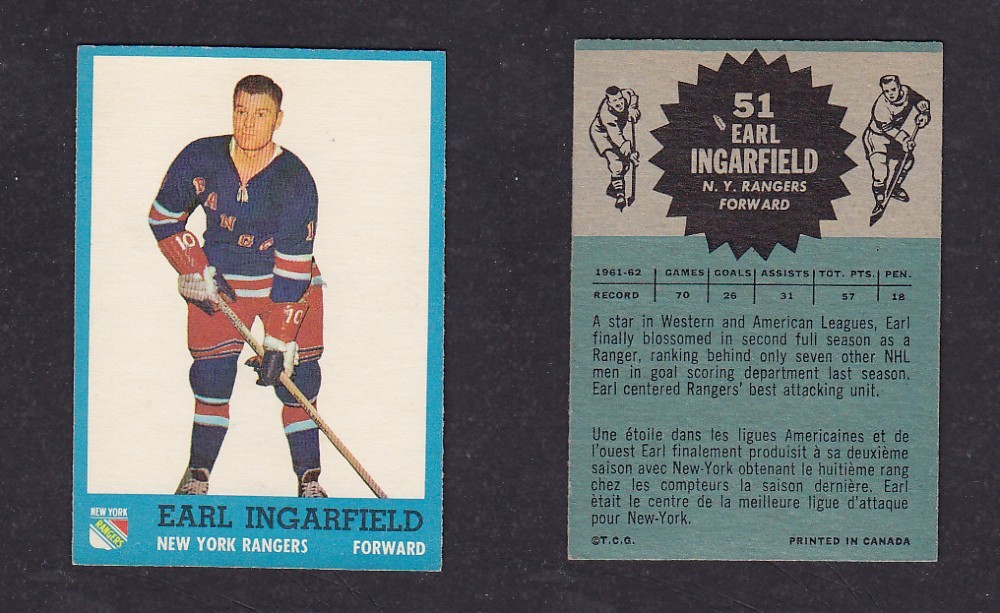 RANGE
1
10
10
NEW YORK
RANGERS
EARL INGARFIELD
NEW YORK RANGERS FORWARD
51
EARL
INGARFIELD
N. Y. RANGERS
FORWARD
1961-62 GAMES GOALS ASSISTS TOT. PTS. PEN.
RECORD 70 26 31 57 18
A star in Western and American Leagues, Earl
finally blossomed in second full season as a
Ranger, ranking behind only seven other NHL
men in goal scoring department last season.
Earl centered Rangers' best attacking unit.
Une étoile dans les ligues Americaines et de
l'ouest Earl finalement produisit à sa deuxième
saison avec New-York obtenant le huitième rang
chez les compteurs la saison dernière. Earl
ètait le centre de la meilleure ligue d'attaque
pour New-York.
©T.C.G. PRINTED IN CANADA